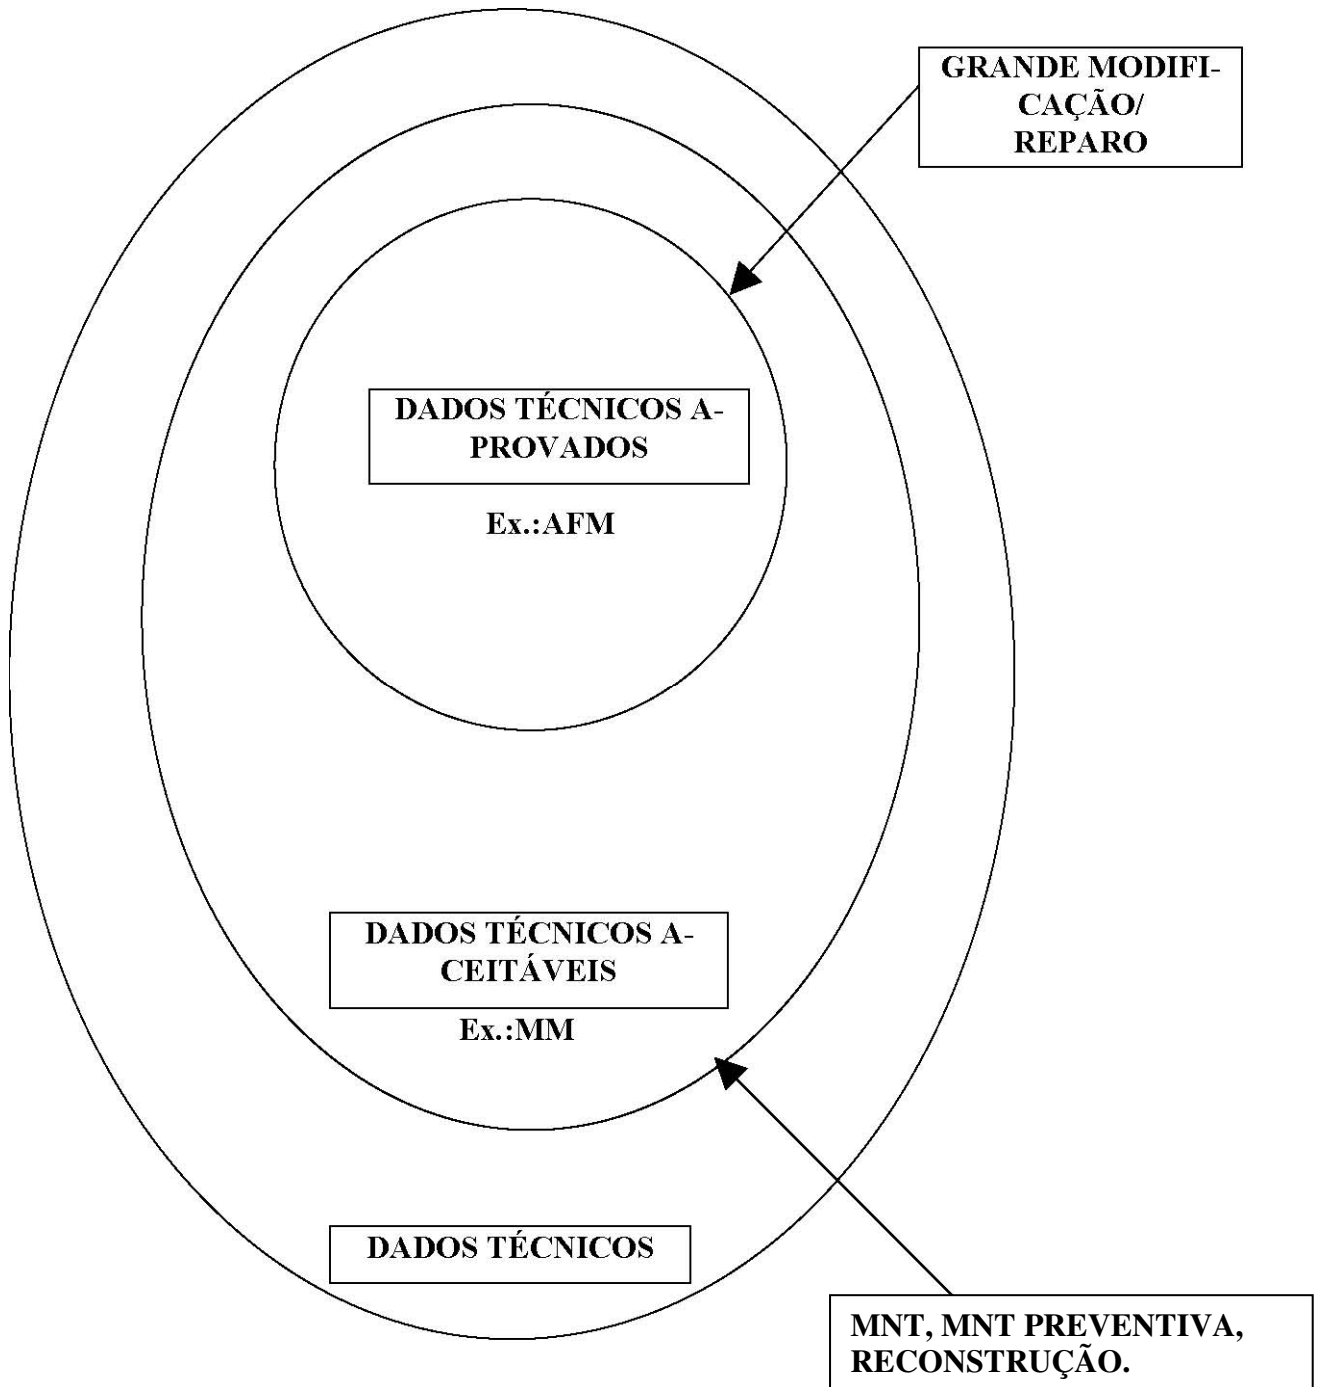 GRANDE MODIFI-
CAÇÃO/
REPARO
DADOS TÉCNICOS A-
PROVADOS
Ex.:AFM
DADOS TÉCNICOS A-
CEITÁVEIS
Ex.:MM
DADOS TÉCNICOS
MNT, MNT PREVENTIVA,
RECONSTRUÇÃO.